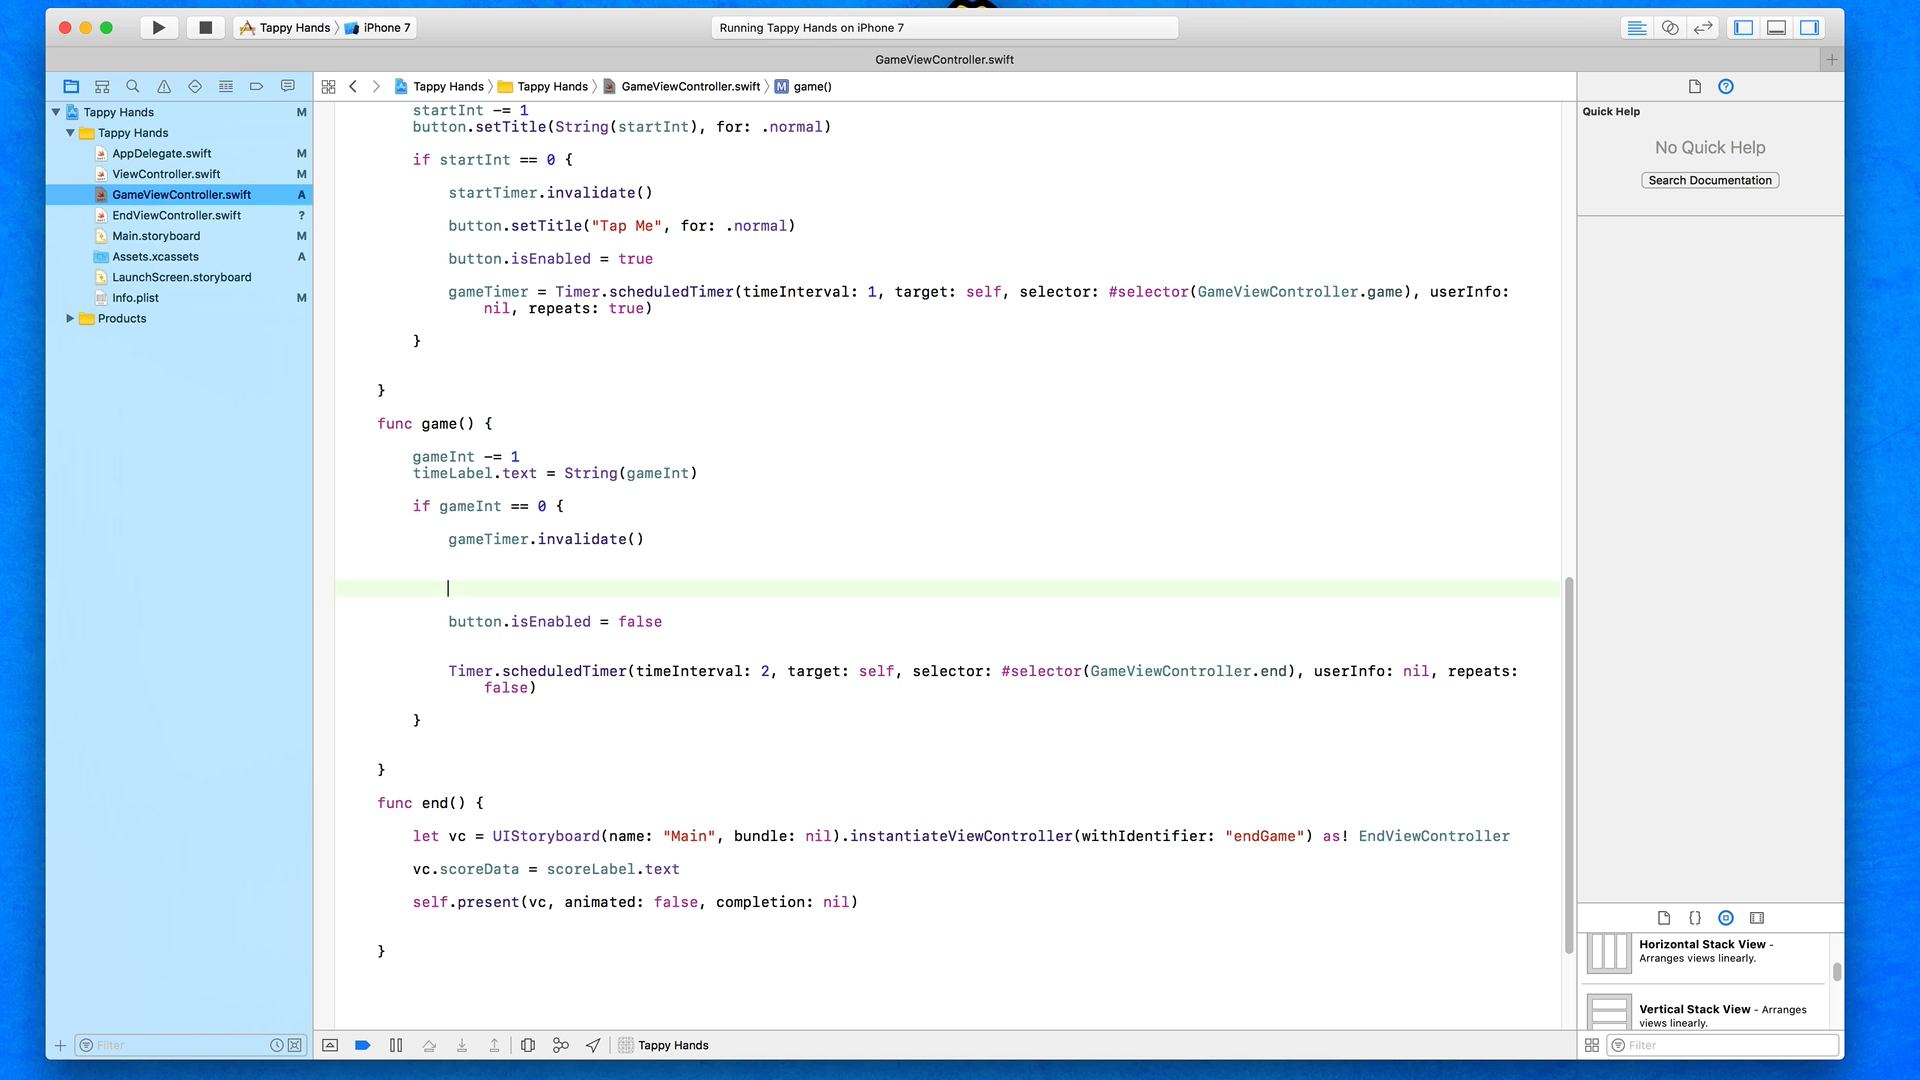 Tappy Hands iPhone 7
Running Tappy Hands on iPhone 7
GameViewController.swift
Tappy Hands Tappy Hands GameViewController.swift M game()
Quick Help
No Quick Help
Search Documentation
Tappy Hands M
Tappy Hands
AppDelegate.swift M
ViewController.swift M
GameViewController.swift A
EndViewController.swift ?
Main.storyboard M
Assets.xcassets A
LaunchScreen.storyboard
Info.plist M
Products
startInt -= 1
button.setTitle(String(startInt), for: .normal)
if startInt == 0 {
startTimer.invalidate()
button.setTitle("Tap Me", for: .normal)
button.isEnabled = true
gameTimer = Timer.scheduledTimer(timeInterval: 1, target: self, selector: #selector(GameViewController.game), userInfo:
nil, repeats: true)
}
}
func game() {
gameInt -= 1
timeLabel.text = String(gameInt)
if gameInt == 0 {
gameTimer.invalidate()
button.isEnabled = false
Timer.scheduledTimer(timeInterval: 2, target: self, selector: #selector(GameViewController.end), userInfo: nil, repeats:
false)
}
}
func end() {
let vc = UIStoryboard(name: "Main", bundle: nil).instantiateViewController(withIdentifier: "endGame") as! EndViewController
vc.scoreData = scoreLabel.text
self.present(vc, animated: false, completion: nil)
}
Horizontal Stack View -
Arranges views linearly.
Vertical Stack View - Arranges
views linearly.
Filter
Tappy Hands
Filter